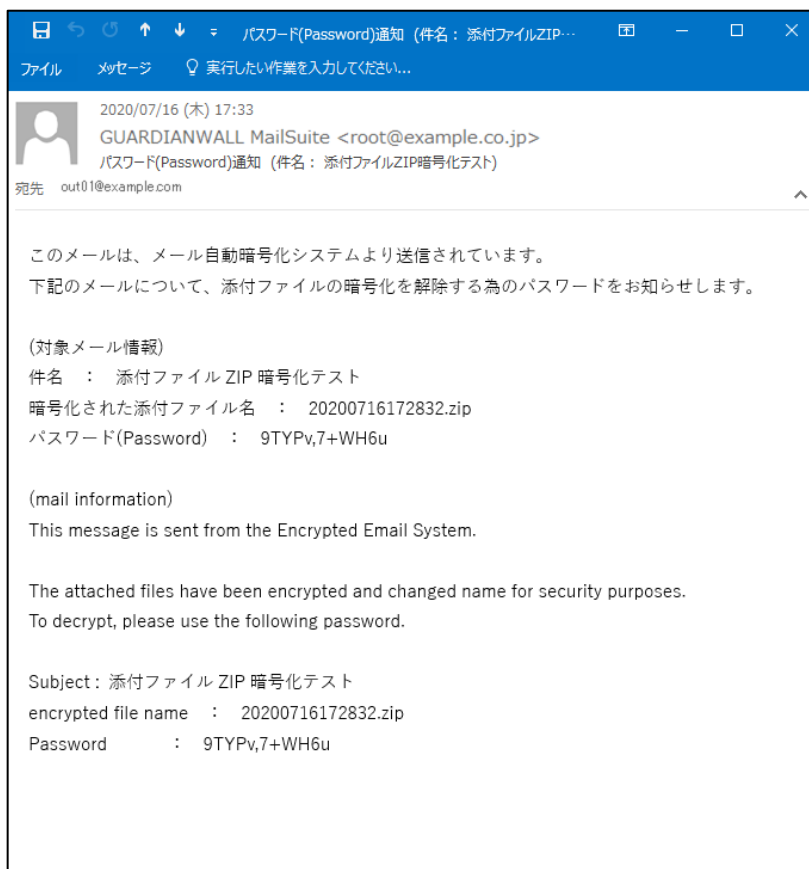 パスワード(Password)通知 (件名： 添付ファイルZIP…
ファイル メッセージ 実行したい作業を入力してください...
2020/07/16 (木) 17:33
GUARDIANWALL MailSuite <root@example.co.jp>
パスワード(Password)通知 (件名： 添付ファイルZIP暗号化テスト)
宛先 out01@example.com
このメールは、メール自動暗号化システムより送信されています。
下記のメールについて、添付ファイルの暗号化を解除する為のパスワードをお知らせします。
(対象メール情報)
件名 ： 添付ファイル ZIP 暗号化テスト
暗号化された添付ファイル名 ： 20200716172832.zip
パスワード(Password) ： 9TYPv,7+WH6u
(mail information)
This message is sent from the Encrypted Email System.
The attached files have been encrypted and changed name for security purposes.
To decrypt, please use the following password.
Subject : 添付ファイル ZIP 暗号化テスト
encrypted file name ： 20200716172832.zip
Password ： 9TYPv,7+WH6u